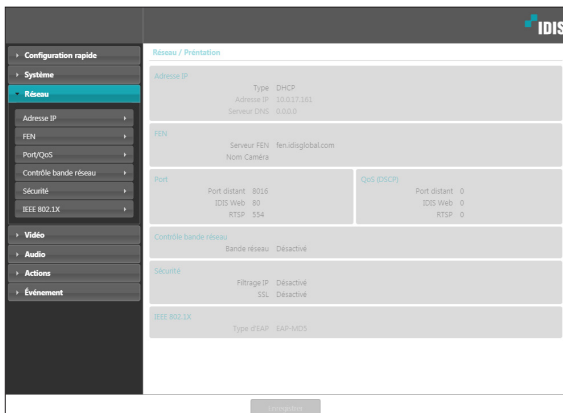 IDIS
Configuration rapide
Système
Réseau
Adresse IP
FEN
Port/QoS
Contrôle bande réseau
Sécurité
IEEE 802.1X
Vidéo
Audio
Actions
Événement
Réseau / Préntation
Adresse IP
Type DHCP
Adresse IP 10.0.17.161
Serveur DNS 0.0.0.0
FEN
Serveur FEN fen.idisglobal.com
Nom Caméra
Port
Port distant 8016
IDIS Web 80
RTSP 554
QoS (DSCP)
Port distant 0
IDIS Web 0
RTSP 0
Contrôle bande réseau
Bande réseau Désactivé
Sécurité
Filtrage IP Désactivé
SSL Désactivé
IEEE 802.1X
Type d'EAP EAP-MD5
Enregistrer